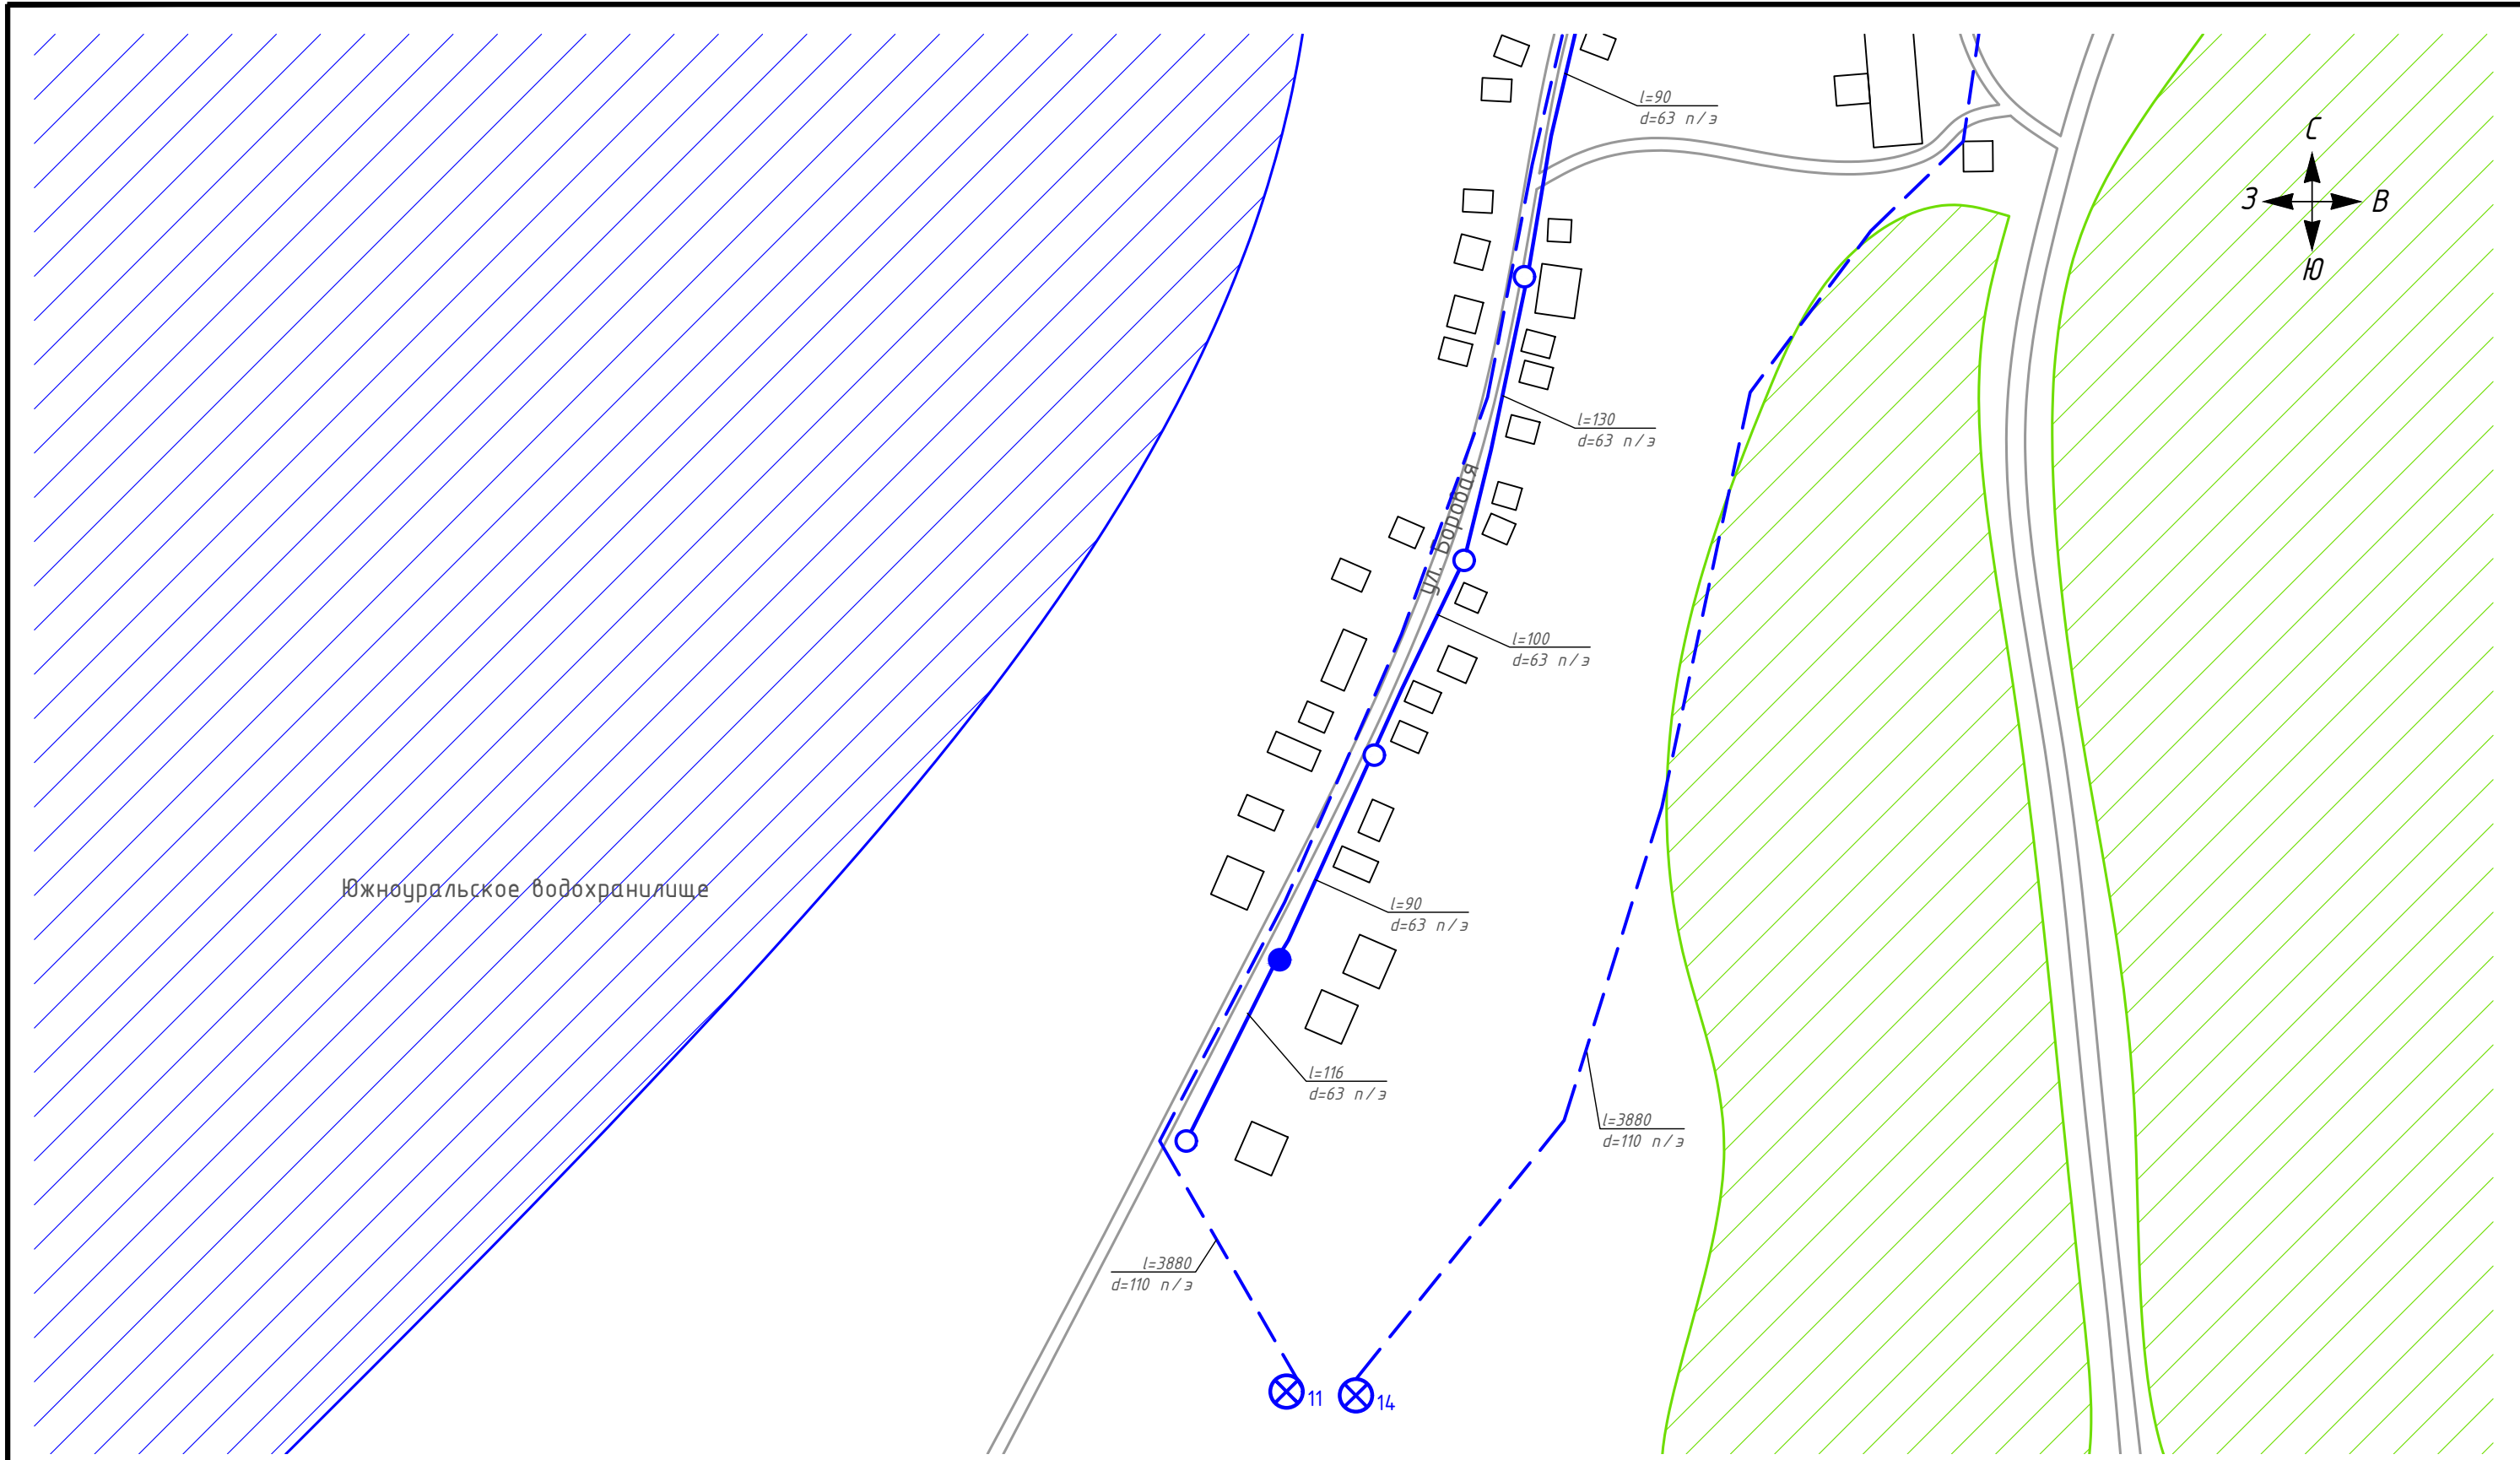 l=90
d=63 п/э
С
З
В
Ю
l=130
d=63 п/э
ул. Боровая
l=100
d=63 п/э
Южноуральское водохранилище
l=90
d=63 п/э
l=116
d=63 п/э
l=3880
d=110 п/э
l=3880
d=110 п/э
11
14